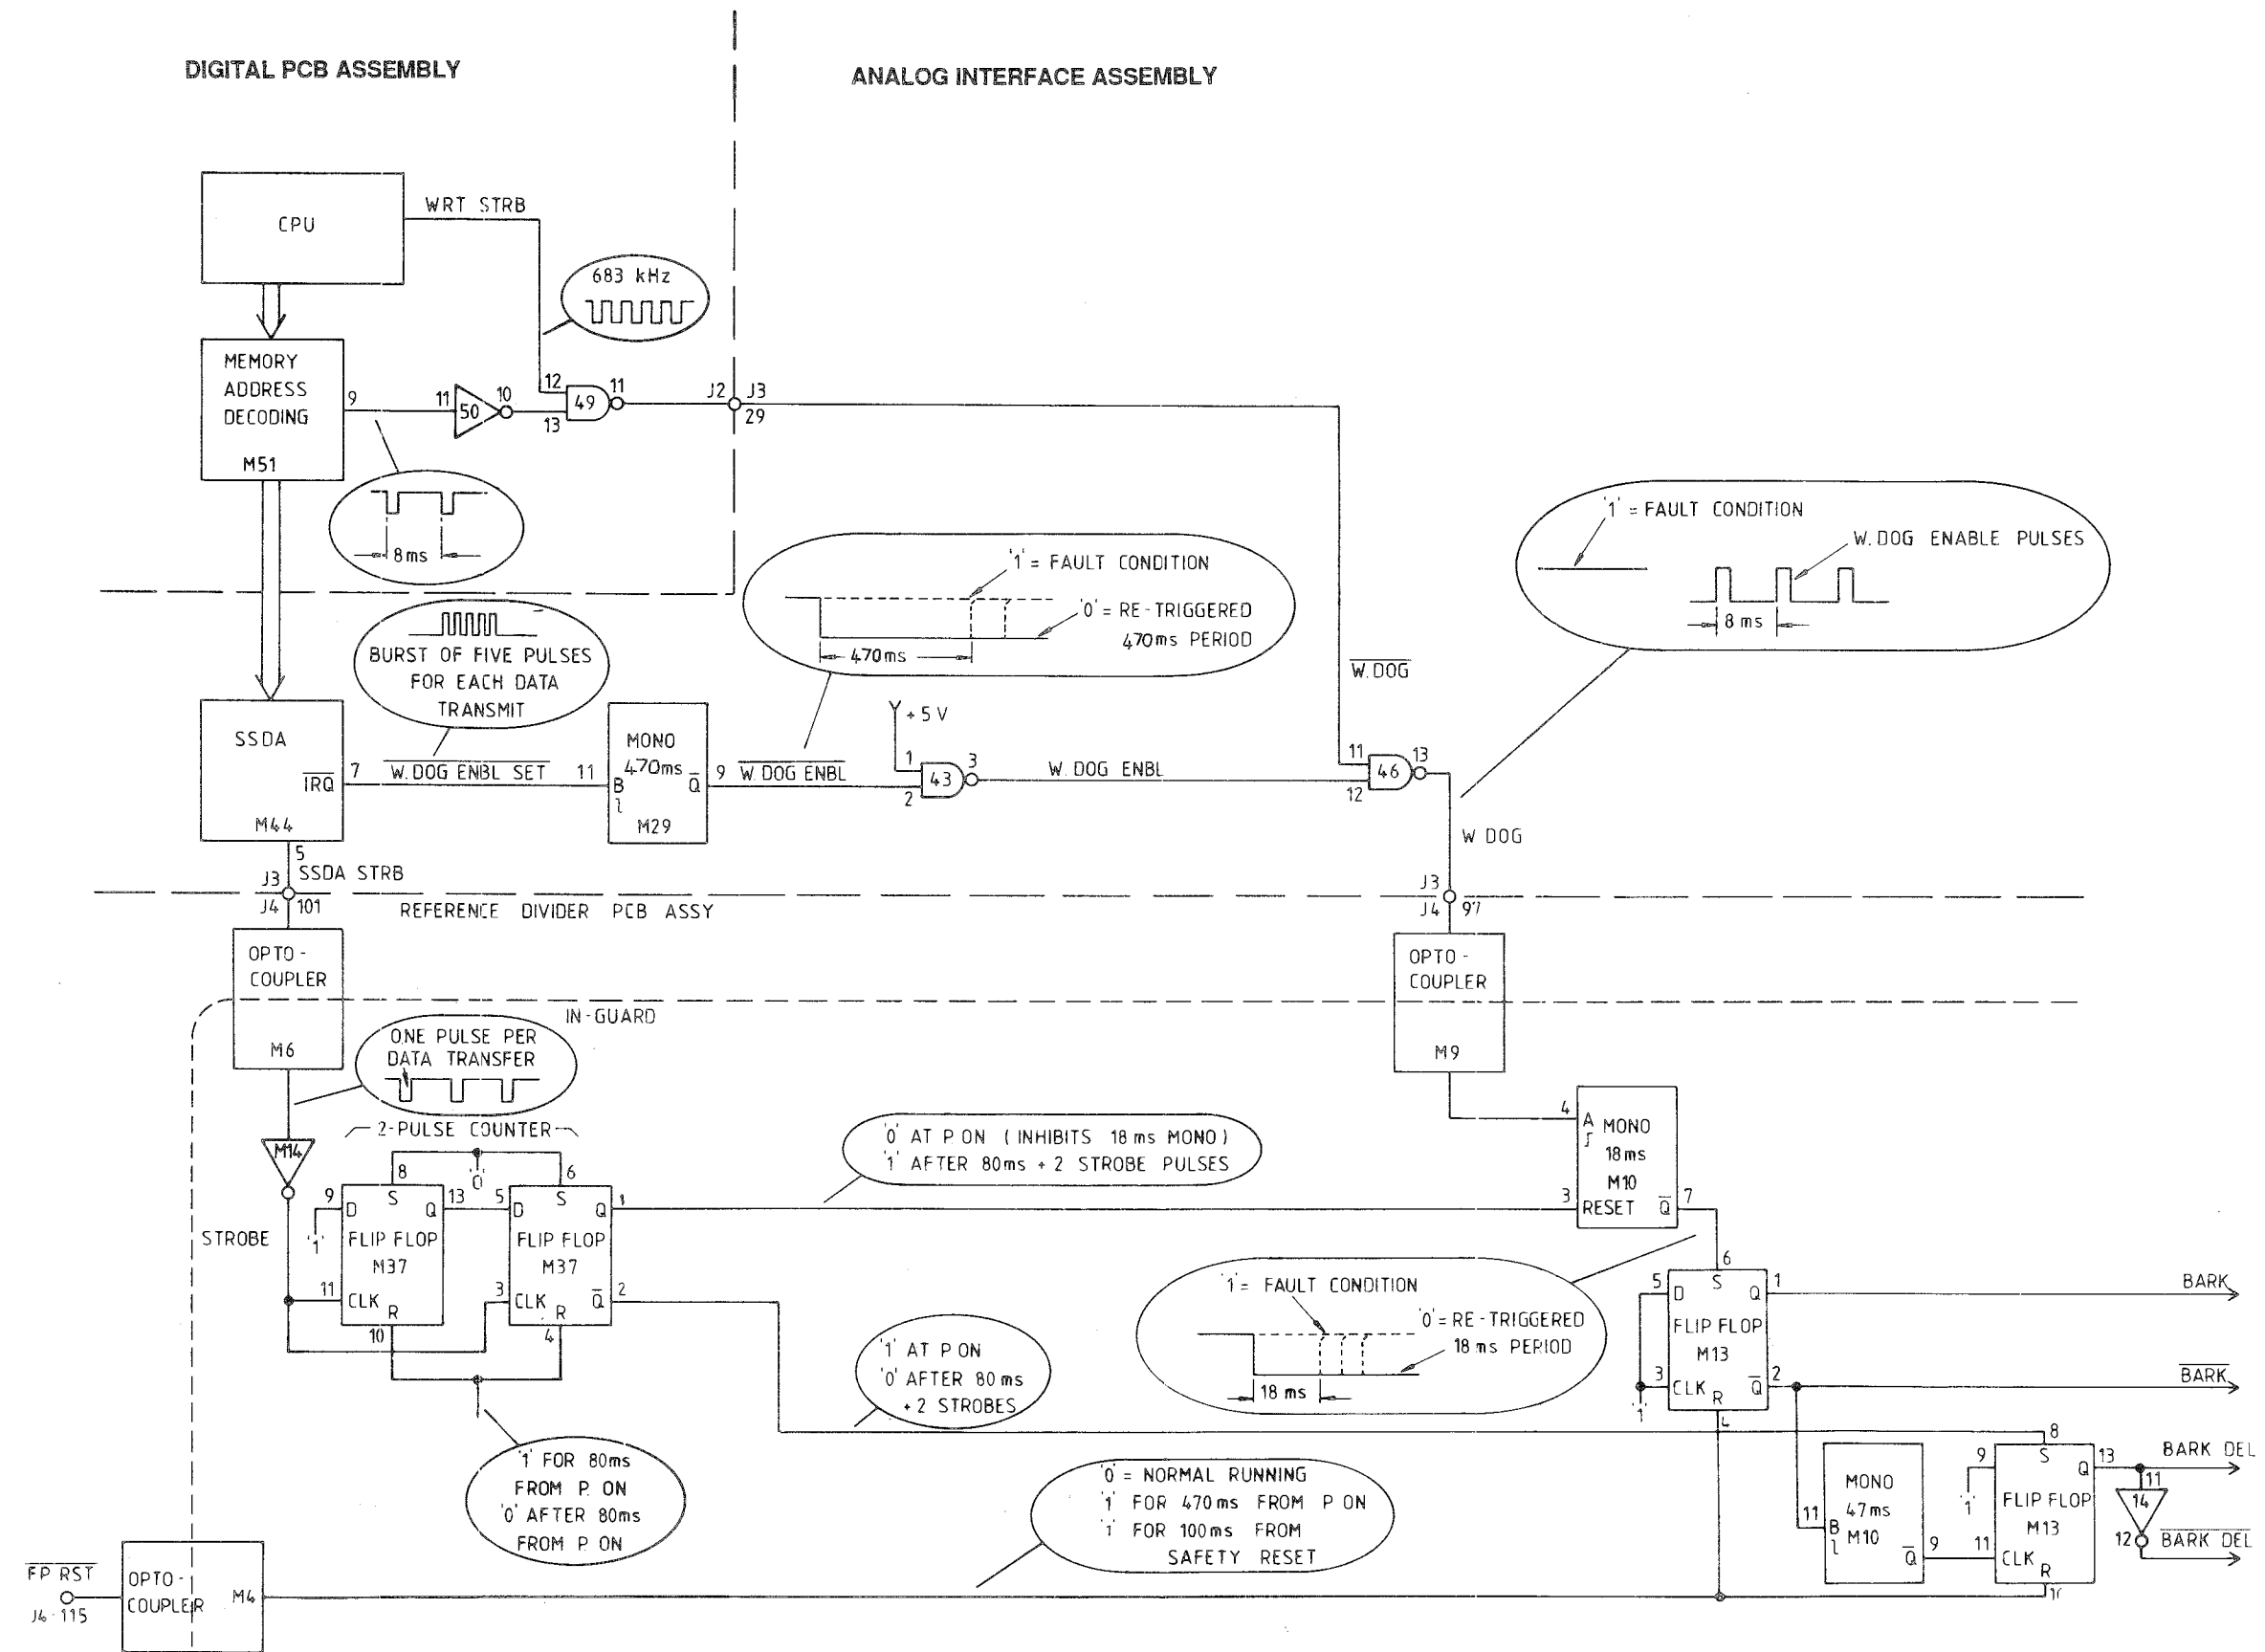 DIGITAL PCB ASSEMBLY
ANALOG INTERFACE ASSEMBLY
CPU
WRT STRB
683 kHz
MEMORY
ADDRESS
DECODING
M51
9
11
50
10
12
13
49
11
J2
J3
29
8ms
BURST OF FIVE PULSES
FOR EACH DATA
TRANSMIT
'1' = FAULT CONDITION
'0' = RE-TRIGGERED
470ms PERIOD
470ms
'1' = FAULT CONDITION
W.DOG ENABLE PULSES
8 ms
W.DOG
SSDA
IRQ
M44
7
W.DOG ENBL SET
11
MONO
470ms
B
Q
M29
9
W DOG ENBL
+5V
1
2
43
3
W.DOG ENBL
11
12
46
13
W DOG
5
SSDA STRB
J3
J4
101
REFERENCE DIVIDER PCB ASSY
J3
J4
97
OPTO-
COUPLER
M6
OPTO-
COUPLER
M9
IN-GUARD
ONE PULSE PER
DATA TRANSFER
2-PULSE COUNTER
M14
STROBE
'0'
8
6
9
D
S
Q
13
FLIP FLOP
M37
11
CLK
R
10
'1'
5
D
S
Q
1
FLIP FLOP
M37
3
CLK
R
Q
2
4
'0' AT P.ON (INHIBITS 18ms MONO)
'1' AFTER 80ms + 2 STROBE PULSES
4
A
MONO
18ms
M10
3
RESET
Q
7
'1' = FAULT CONDITION
'0' = RE-TRIGGERED
18ms PERIOD
18 ms
'1' AT P ON
'0' AFTER 80 ms
+2 STROBES
6
5
D
S
Q
1
FLIP FLOP
M13
3
CLK
R
Q
2
4
'1'
BARK
BARK
'1' FOR 80ms
FROM P. ON
'0' AFTER 80ms
FROM P. ON
'0' = NORMAL RUNNING
'1' FOR 470ms FROM P ON
'1' FOR 100ms FROM
SAFETY RESET
MONO
47ms
M10
11
B
Q
9
8
9
S
Q
13
'1'
FLIP FLOP
M13
11
CLK
R
10
BARK DEL
11
14
12
BARK DEL
FP RST
J4-115
OPTO-
COUPLER
M4